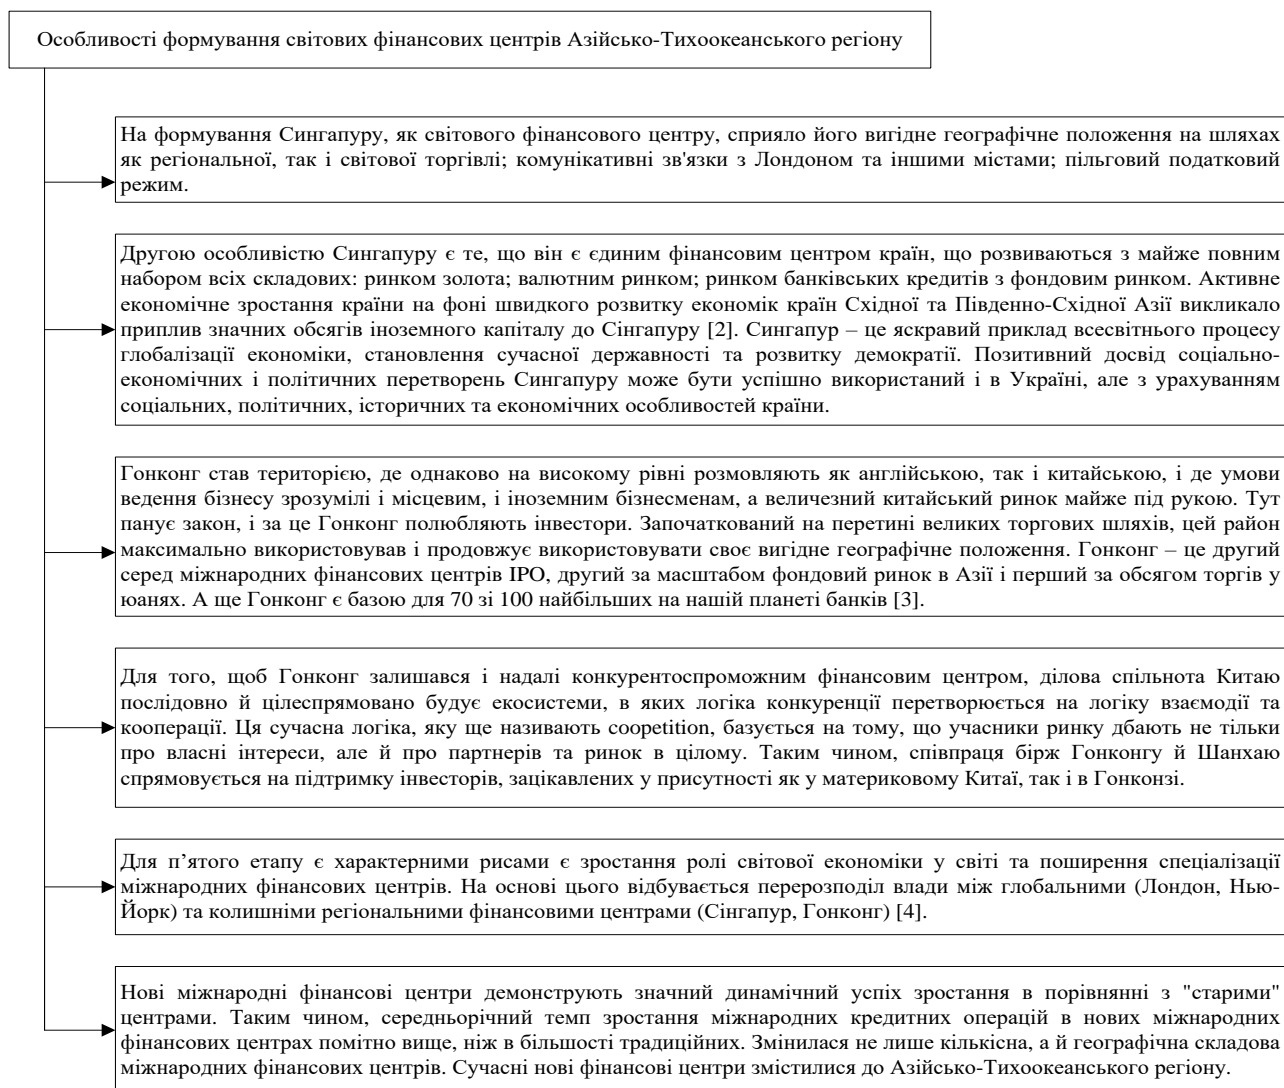 Особливості формування світових фінансових центрів Азійсько-Тихоокеанського регіону
На формування Сингапуру, як світового фінансового центру, сприяло його вигідне географічне положення на шляхах
як регіональної, так і світової торгівлі; комунікативні зв'язки з Лондоном та іншими містами; пільговий податковий
режим.
Другою особливістю Сингапуру є те, що він є єдиним фінансовим центром країн, що розвиваються з майже повним
набором всіх складових: ринком золота; валютним ринком; ринком банківських кредитів з фондовим ринком. Активне
економічне зростання країни на фоні швидкого розвитку економік країн Східної та Південно-Східної Азії викликало
приплив значних обсягів іноземного капіталу до Сінгапуру [2]. Сингапур – це яскравий приклад всесвітнього процесу
глобалізації економіки, становлення сучасної державності та розвитку демократії. Позитивний досвід соціально-
економічних і політичних перетворень Сингапуру може бути успішно використаний і в Україні, але з урахуванням
соціальних, політичних, історичних та економічних особливостей країни.
Гонконг став територією, де однаково на високому рівні розмовляють як англійською, так і китайською, і де умови
ведення бізнесу зрозумілі і місцевим, і іноземним бізнесменам, а величезний китайський ринок майже під рукою. Тут
панує закон, і за це Гонконг полюбляють інвестори. Започаткований на перетині великих торгових шляхів, цей район
максимально використовував і продовжує використовувати своє вигідне географічне положення. Гонконг – це другий
серед міжнародних фінансових центрів IPO, другий за масштабом фондовий ринок в Азії і перший за обсягом торгів у
юанях. А ще Гонконг є базою для 70 зі 100 найбільших на нашій планеті банків [3].
Для того, щоб Гонконг залишався і надалі конкурентоспроможним фінансовим центром, ділова спільнота Китаю
послідовно й цілеспрямовано будує екосистеми, в яких логіка конкуренції перетворюється на логіку взаємодії та
кооперації. Ця сучасна логіка, яку ще називають coopetition, базується на тому, що учасники ринку дбають не тільки
про власні інтереси, але й про партнерів та ринок в цілому. Таким чином, співпраця бірж Гонконгу й Шанхаю
спрямовується на підтримку інвесторів, зацікавлених у присутності як у материковому Китаї, так і в Гонконзі.
Для п’ятого етапу є характерними рисами є зростання ролі світової економіки у світі та поширення спеціалізації
міжнародних фінансових центрів. На основі цього відбувається перерозподіл влади між глобальними (Лондон, Нью-
Йорк) та колишніми регіональними фінансовими центрами (Сінгапур, Гонконг) [4].
Нові міжнародні фінансові центри демонструють значний динамічний успіх зростання в порівнянні з "старими"
центрами. Таким чином, середньорічний темп зростання міжнародних кредитних операцій в нових міжнародних
фінансових центрах помітно вище, ніж в більшості традиційних. Змінилася не лише кількісна, а й географічна складова
міжнародних фінансових центрів. Сучасні нові фінансові центри змістилися до Азійсько-Тихоокеанського регіону.